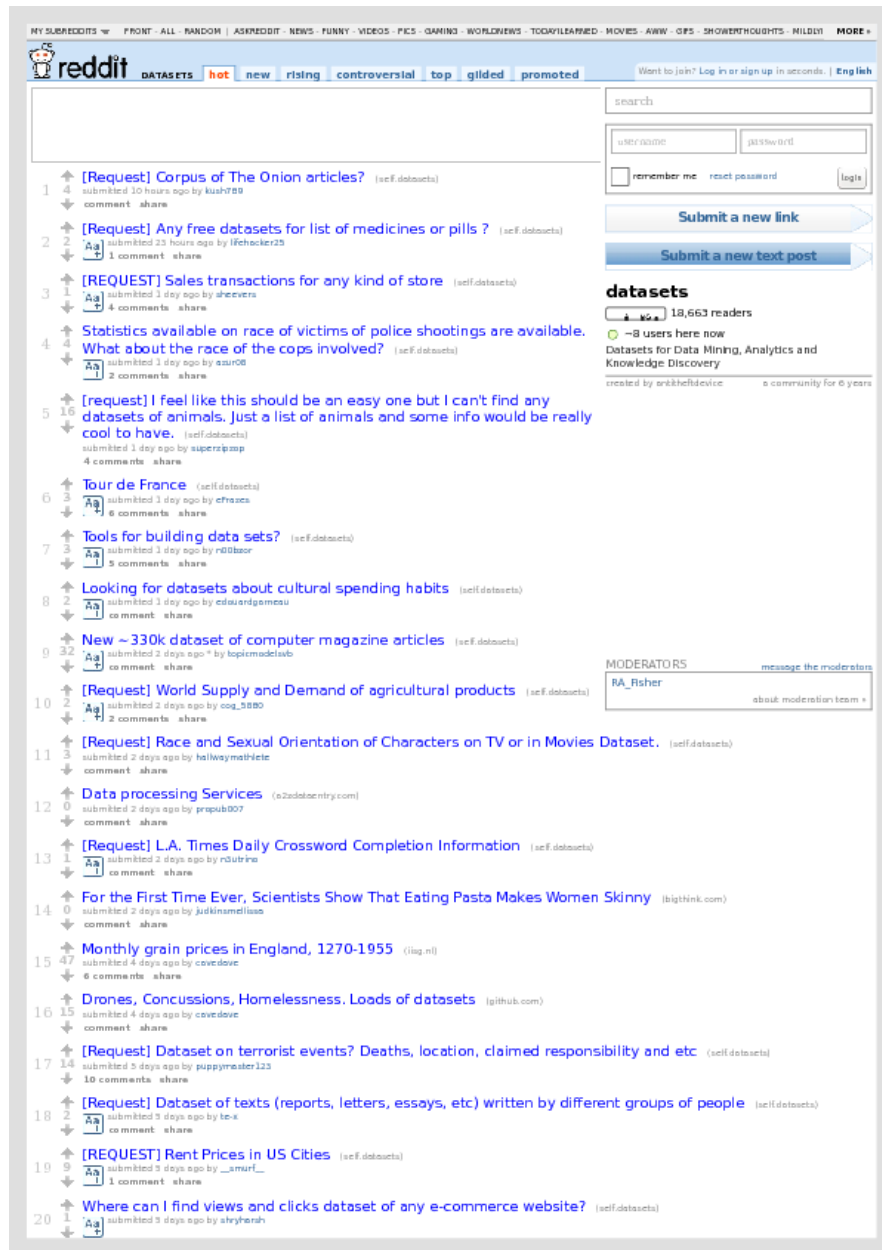 MY SUBREDDITS FRONT - ALL - RANDOM | ASKREDDIT - NEWS - FUNNY - VIDEOS - PICS - GAMING - WORLDNEWS - TODAYILEARNED - MOVIES - AWW - GIFS - SHOWERTHOUGHTS - MILDLYI MORE »
reddit DATASETS hot new rising controversial top gilded promoted Want to join? Log in or sign up in seconds. | English
search
username password
remember me reset password login
Submit a new link
Submit a new text post
datasets
18,663 readers
~8 users here now
Datasets for Data Mining, Analytics and
Knowledge Discovery
created by antitheftdevice a community for 6 years
MODERATORS message the moderators
RA_Fisher
about moderation team »
1 4 [Request] Corpus of The Onion articles? (self.datasets)
submitted 10 hours ago by kush789
comment share
2 2 [Request] Any free datasets for list of medicines or pills ? (self.datasets)
submitted 23 hours ago by lifehacker25
1 comment share
3 1 [REQUEST] Sales transactions for any kind of store (self.datasets)
submitted 1 day ago by sheevers
4 comments share
4 4 Statistics available on race of victims of police shootings are available.
What about the race of the cops involved? (self.datasets)
submitted 1 day ago by azur08
2 comments share
5 16 [request] I feel like this should be an easy one but I can't find any
datasets of animals. Just a list of animals and some info would be really
cool to have. (self.datasets)
submitted 1 day ago by superzipzop
4 comments share
6 3 Tour de France (self.datasets)
submitted 1 day ago by efrazes
6 comments share
7 3 Tools for building data sets? (self.datasets)
submitted 1 day ago by n00bzor
5 comments share
8 2 Looking for datasets about cultural spending habits (self.datasets)
submitted 1 day ago by edouardgameau
comment share
9 32 New ~330k dataset of computer magazine articles (self.datasets)
submitted 2 days ago * by topicmodelsvb
comment share
10 2 [Request] World Supply and Demand of agricultural products (self.datasets)
submitted 2 days ago by cog_5880
2 comments share
11 3 [Request] Race and Sexual Orientation of Characters on TV or in Movies Dataset. (self.datasets)
submitted 2 days ago by hallwaymathlete
comment share
12 0 Data processing Services (a2zdataentry.com)
submitted 2 days ago by propub007
comment share
13 1 [Request] L.A. Times Daily Crossword Completion Information (self.datasets)
submitted 2 days ago by n3utrino
comment share
14 0 For the First Time Ever, Scientists Show That Eating Pasta Makes Women Skinny (bigthink.com)
submitted 2 days ago by judkinsmellissa
comment share
15 47 Monthly grain prices in England, 1270-1955 (iisg.nl)
submitted 4 days ago by cavedave
6 comments share
16 15 Drones, Concussions, Homelessness. Loads of datasets (github.com)
submitted 4 days ago by cavedave
comment share
17 14 [Request] Dataset on terrorist events? Deaths, location, claimed responsibility and etc (self.datasets)
submitted 5 days ago by puppymaster123
10 comments share
18 2 [Request] Dataset of texts (reports, letters, essays, etc) written by different groups of people (self.datasets)
submitted 5 days ago by te-x
comment share
19 9 [REQUEST] Rent Prices in US Cities (self.datasets)
submitted 5 days ago by __smurf__
1 comment share
20 1 Where can I find views and clicks dataset of any e-commerce website? (self.datasets)
submitted 5 days ago by shryharsh